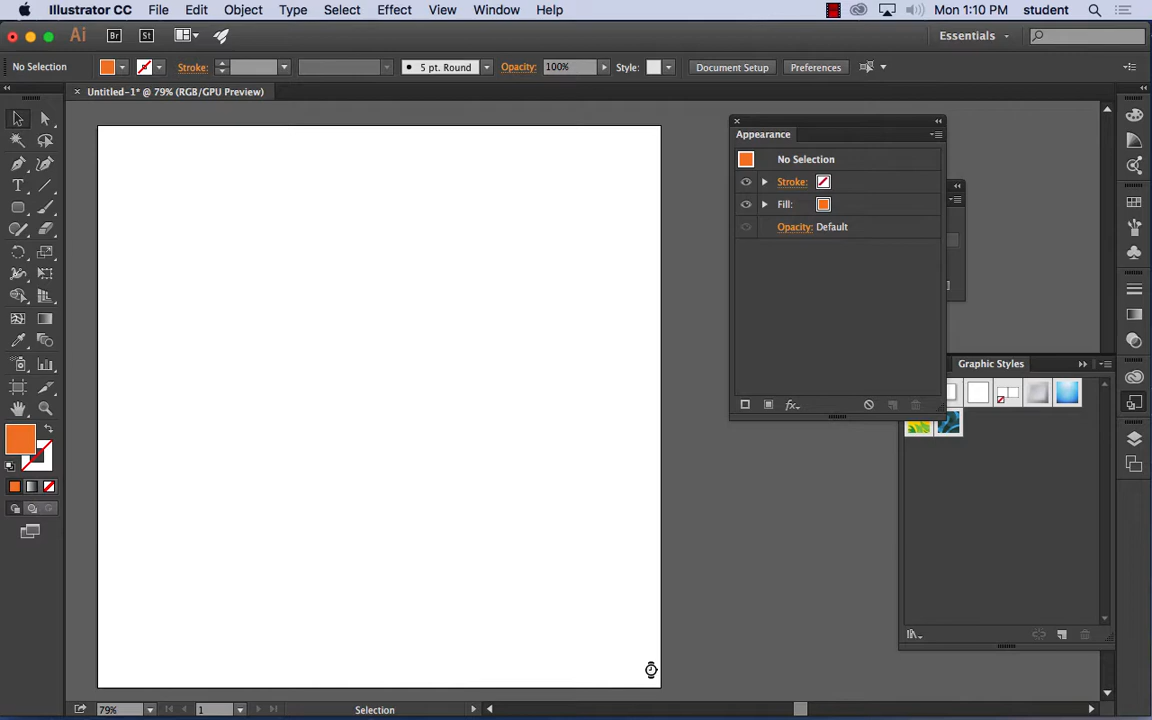 Illustrator CC File Edit Object Type Select Effect View Window Help Mon 1:10 PM student
Ai Br St Essentials
No Selection Stroke: 5 pt. Round Opacity: 100% Style: Document Setup Preferences
Untitled-1* @ 79% (RGB/GPU Preview)
Appearance
No Selection
Stroke:
Fill:
Opacity: Default
fx
Graphic Styles
79% 1 Selection